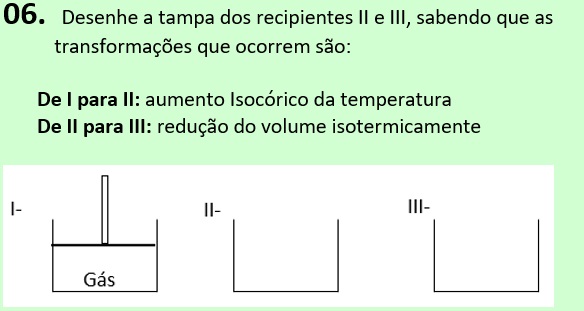 06. Desenhe a tampa dos recipientes II e III, sabendo que as
transformações que ocorrem são:
De I para II: aumento Isocórico da temperatura
De II para III: redução do volume isotermicamente
I-
II-
III-
Gás